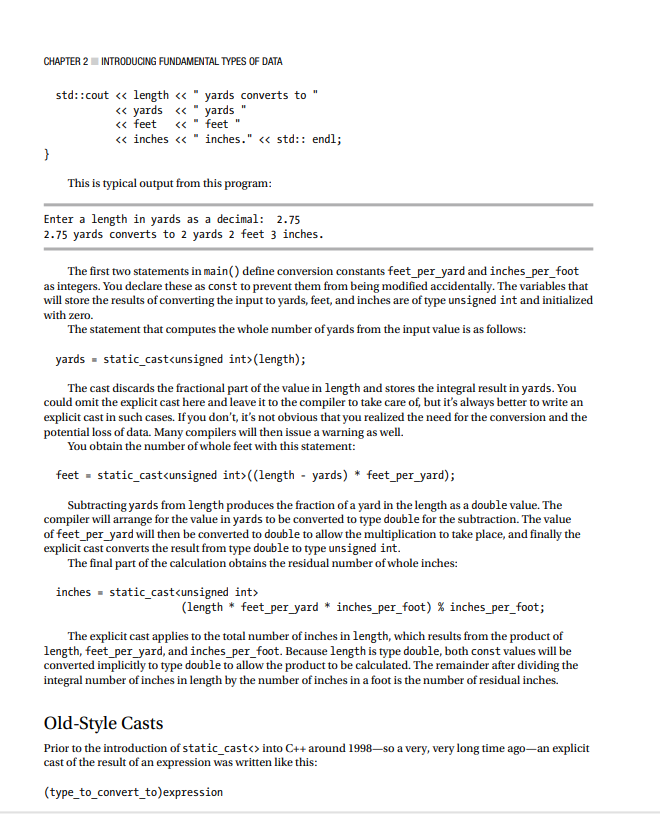 CHAPTER 2 ■ INTRODUCING FUNDAMENTAL TYPES OF DATA
std::cout << length << " yards converts to "
<< yards << " yards "
<< feet << " feet "
<< inches << " inches." << std:: endl;
}
This is typical output from this program:
Enter a length in yards as a decimal: 2.75
2.75 yards converts to 2 yards 2 feet 3 inches.
The first two statements in main() define conversion constants feet_per_yard and inches_per_foot
as integers. You declare these as const to prevent them from being modified accidentally. The variables that
will store the results of converting the input to yards, feet, and inches are of type unsigned int and initialized
with zero.
The statement that computes the whole number of yards from the input value is as follows:
yards = static_cast<unsigned int>(length);
The cast discards the fractional part of the value in length and stores the integral result in yards. You
could omit the explicit cast here and leave it to the compiler to take care of, but it's always better to write an
explicit cast in such cases. If you don't, it's not obvious that you realized the need for the conversion and the
potential loss of data. Many compilers will then issue a warning as well.
You obtain the number of whole feet with this statement:
feet = static_cast<unsigned int>((length - yards) * feet_per_yard);
Subtracting yards from length produces the fraction of a yard in the length as a double value. The
compiler will arrange for the value in yards to be converted to type double for the subtraction. The value
of feet_per_yard will then be converted to double to allow the multiplication to take place, and finally the
explicit cast converts the result from type double to type unsigned int.
The final part of the calculation obtains the residual number of whole inches:
inches = static_cast<unsigned int>
(length * feet_per_yard * inches_per_foot) % inches_per_foot;
The explicit cast applies to the total number of inches in length, which results from the product of
length, feet_per_yard, and inches_per_foot. Because length is type double, both const values will be
converted implicitly to type double to allow the product to be calculated. The remainder after dividing the
integral number of inches in length by the number of inches in a foot is the number of residual inches.
Old-Style Casts
Prior to the introduction of static_cast<> into C++ around 1998—so a very, very long time ago—an explicit
cast of the result of an expression was written like this:
(type_to_convert_to)expression